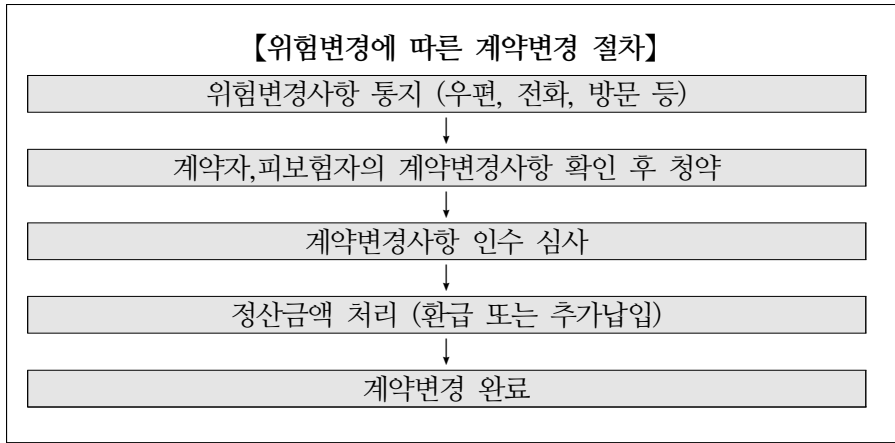 【위험변경에 따른 계약변경 절차】
위험변경사항 통지 (우편, 전화, 방문 등)
계약자,피보험자의 계약변경사항 확인 후 청약
계약변경사항 인수 심사
정산금액 처리 (환급 또는 추가납입)
계약변경 완료